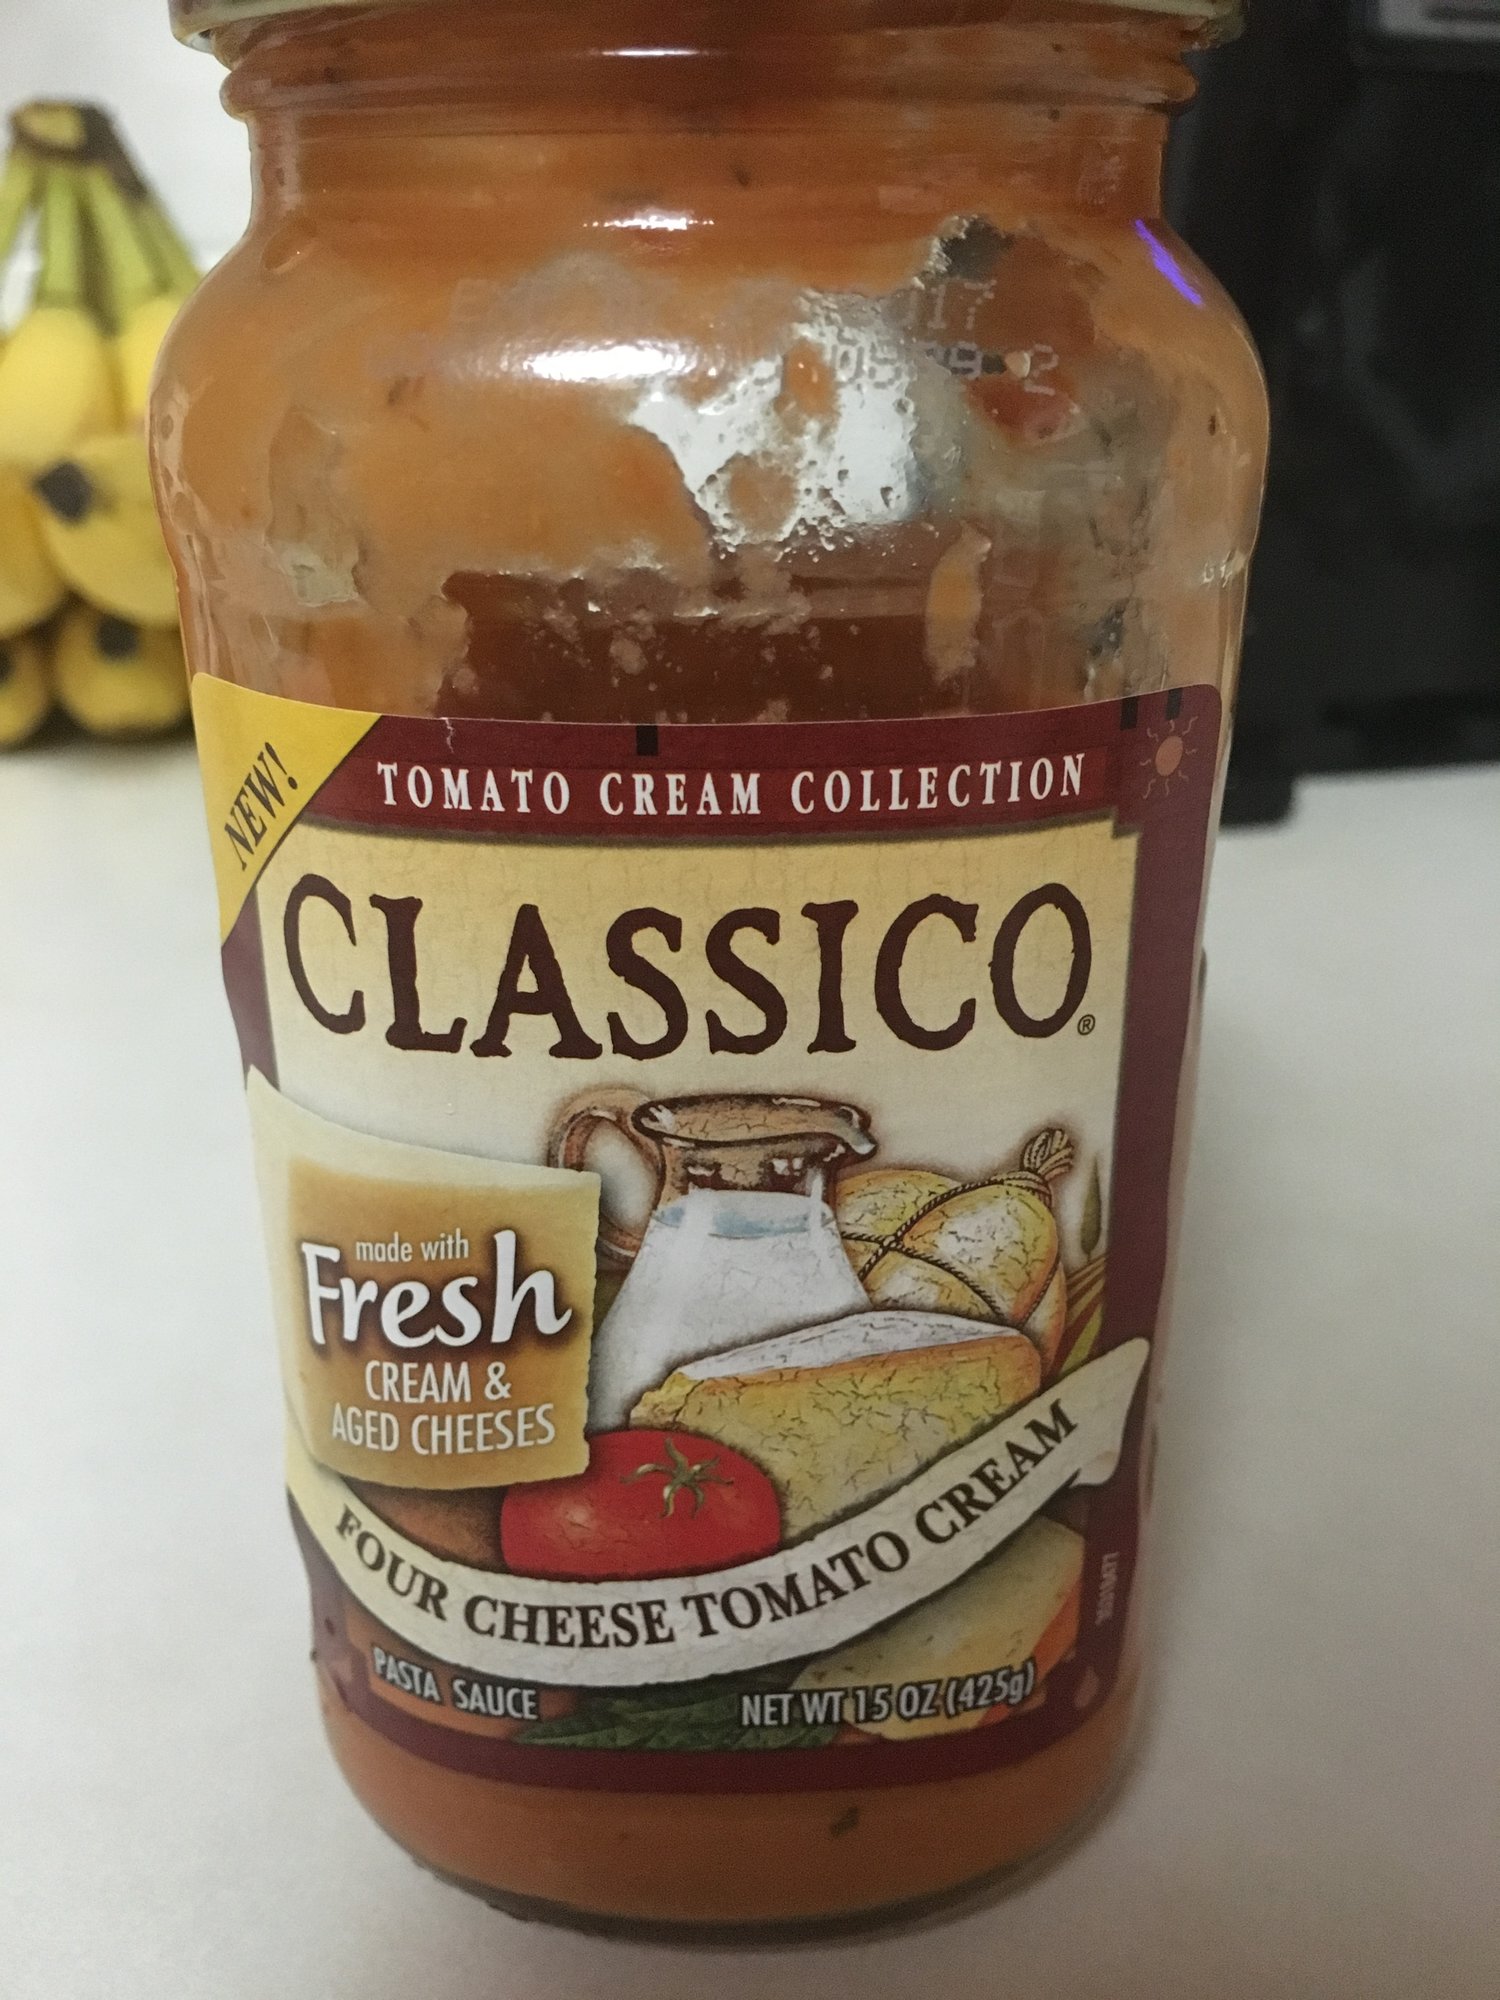 NEW!
TOMATO CREAM COLLECTION
CLASSICO®
made with
Fresh
CREAM &
AGED CHEESES
FOUR CHEESE TOMATO CREAM
PASTA SAUCE
NET WT 15 OZ (425g)